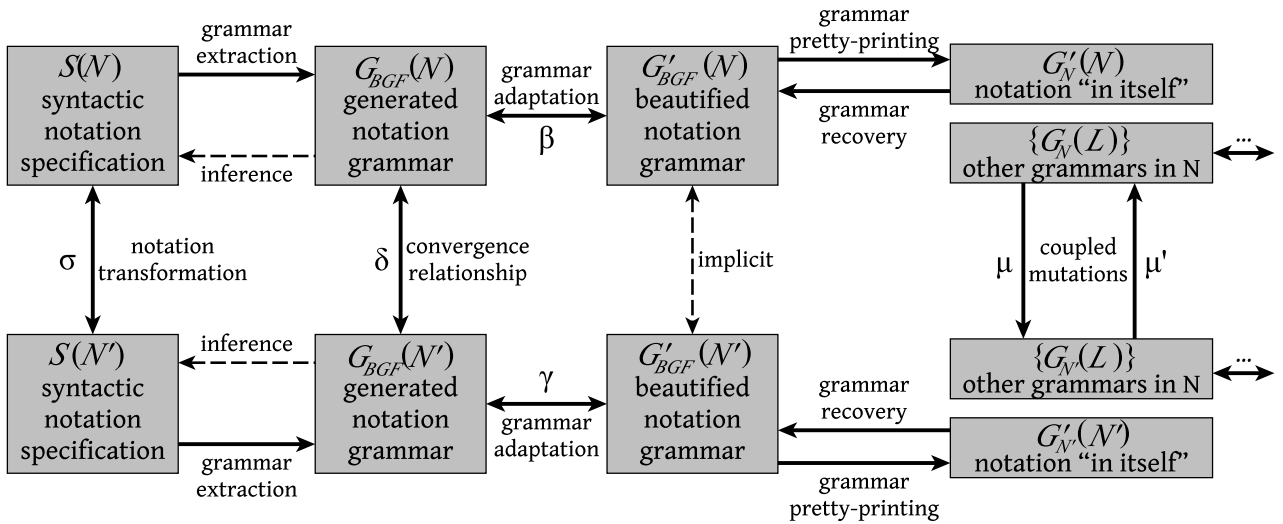 S(N)
syntactic
notation
specification
grammar
extraction
inference
G_BGF(N)
generated
notation
grammar
grammar
adaptation
β
G′_BGF(N)
beautified
notation
grammar
grammar
pretty-printing
grammar
recovery
G′_N(N)
notation “in itself”
{G_N(L)}
other grammars in N
...
σ
notation
transformation
δ
convergence
relationship
implicit
μ
coupled
mutations
μ'
S(N′)
syntactic
notation
specification
inference
grammar
extraction
G_BGF(N′)
generated
notation
grammar
γ
grammar
adaptation
G′_BGF(N′)
beautified
notation
grammar
grammar
recovery
grammar
pretty-printing
{G_N′(L)}
other grammars in N
...
G′_N′(N′)
notation “in itself”